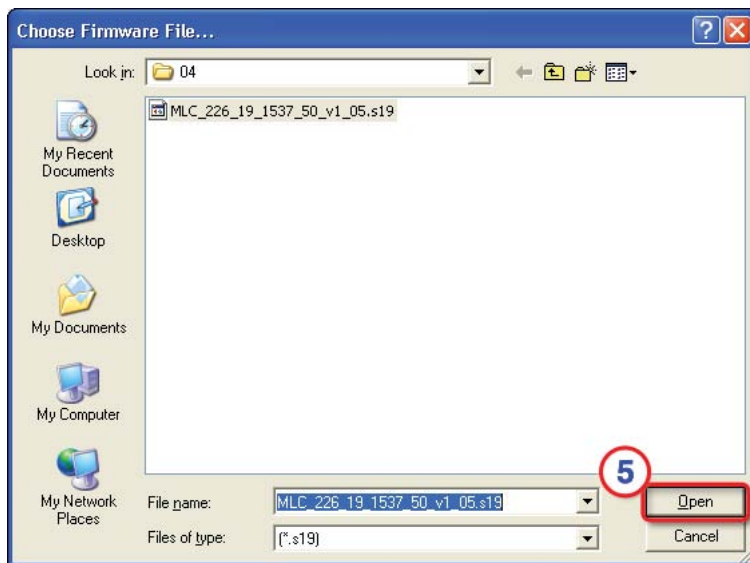 Choose Firmware File...
Look in: 04
MLC_226_19_1537_50_v1_05.s19
My Recent
Documents
Desktop
My Documents
My Computer
My Network
Places
5
File name: MLC_226_19_1537_50_v1_05.s19
Open
Files of type: (*.s19)
Cancel